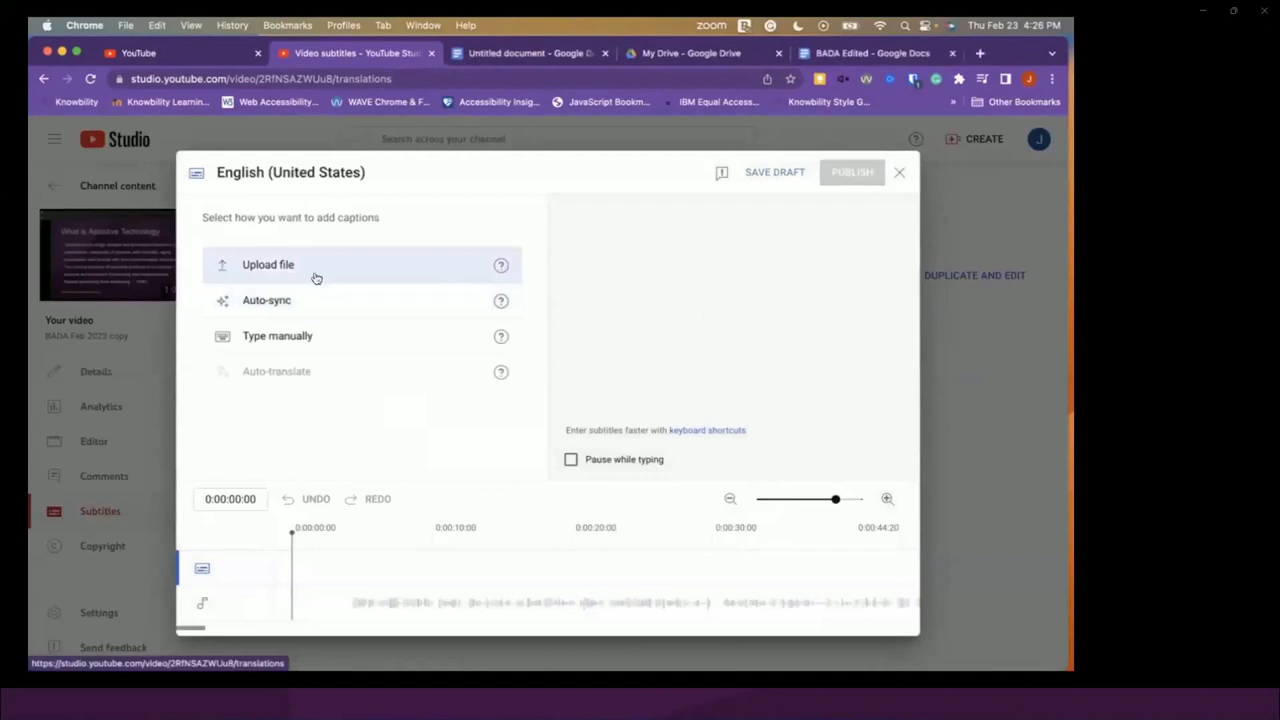 Chrome File Edit View History Bookmarks Profiles Tab Window Help zoom Thu Feb 23 4:26 PM
YouTube Video subtitles - YouTube Stu Untitled document - Google D My Drive - Google Drive BADA Edited - Google Docs
studio.youtube.com/video/2RfNSAZWUu8/translations
Knowbility Knowbility Learnin... Web Accessibility... WAVE Chrome & F... Accessibility Insig... JavaScript Bookm... IBM Equal Access... Knowbility Style G... » Other Bookmarks
Studio Search across your channel CREATE J
English (United States) SAVE DRAFT PUBLISH
Channel content
Select how you want to add captions
What is Assistive Technology
Upload file
DUPLICATE AND EDIT
Auto-sync
Your video
BADA Feb 2023 copy
Type manually
Details
Auto-translate
Analytics
Enter subtitles faster with keyboard shortcuts.
Editor
Pause while typing
Comments
0:00:00:00 UNDO REDO
Subtitles
0:00:00:00 0:00:10:00 0:00:20:00 0:00:30:00 0:00:44:20
Copyright
Settings
Send feedback
https://studio.youtube.com/video/2RfNSAZWUu8/translations